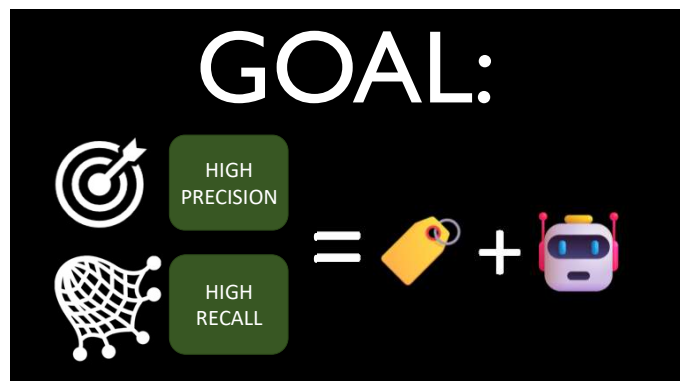 GOAL:
HIGH
PRECISION
HIGH
RECALL
=
+